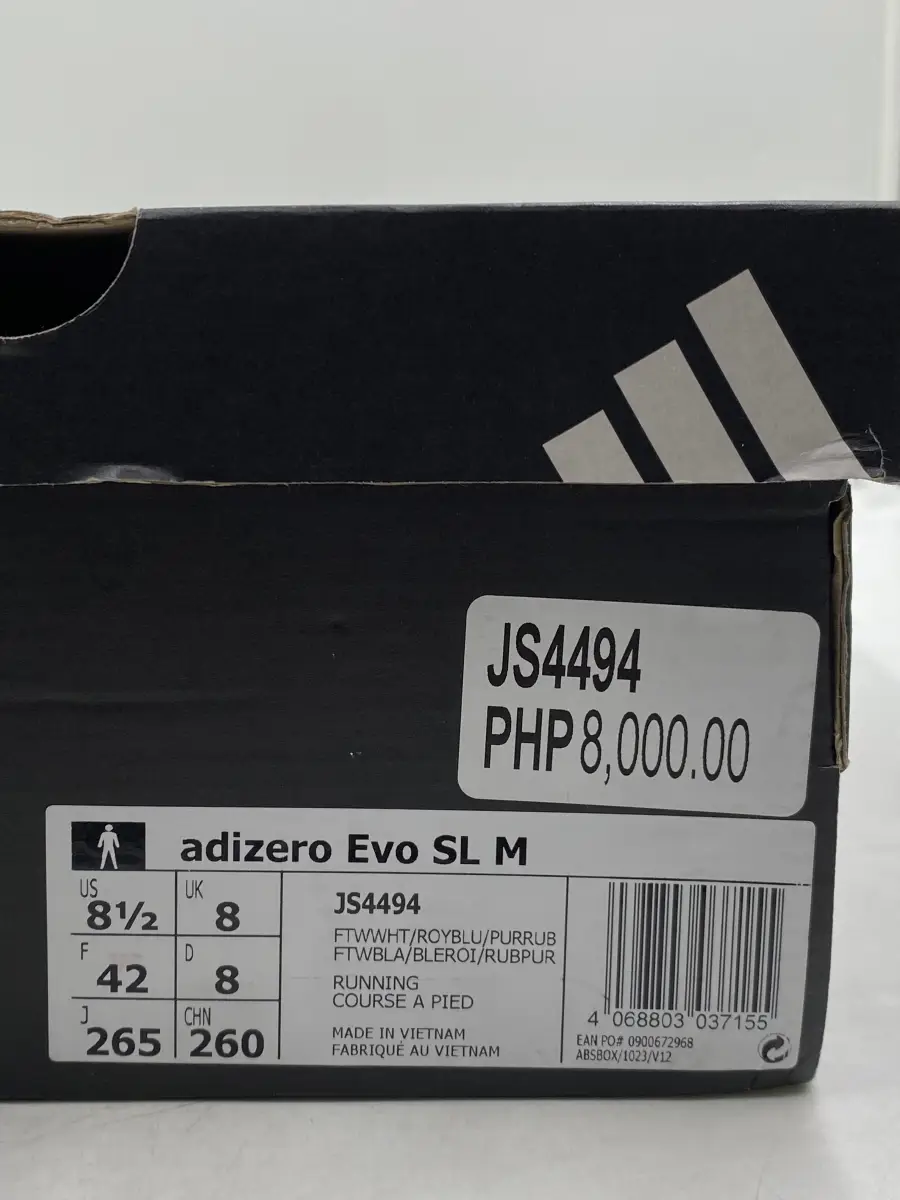 JS4494
PHP 8,000.00
adizero Evo SL M
US
8½
UK
8
F
42
D
8
J
265
CHN
260
JS4494
FTWWHT/ROYBLU/PURRUB
FTWBLA/BLEROI/RUBPUR
RUNNING
COURSE A PIED
MADE IN VIETNAM
FABRIQUÉ AU VIETNAM
4 068803 037155
EAN PO# 0900672968
ABSBOX/1023/V12